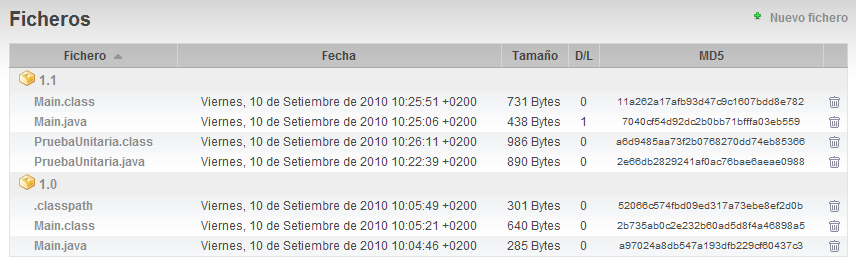 Ficheros
Nuevo fichero
Fichero Fecha Tamaño D/L MD5
1.1
Main.class Viernes, 10 de Setiembre de 2010 10:25:51 +0200 731 Bytes 0 11a262a17afb93d47c9c1607bdd8e782
Main.java Viernes, 10 de Setiembre de 2010 10:25:06 +0200 438 Bytes 1 7040cf54d92dc2b0bb71bfffa03eb559
PruebaUnitaria.class Viernes, 10 de Setiembre de 2010 10:26:11 +0200 986 Bytes 0 a6d9485aa73f2b0768270dd74eb85366
PruebaUnitaria.java Viernes, 10 de Setiembre de 2010 10:22:39 +0200 890 Bytes 0 2e66db2829241af0ac76bae6aeae0988
1.0
.classpath Viernes, 10 de Setiembre de 2010 10:05:49 +0200 301 Bytes 0 52066c574fbd09ed317a73ebe8ef2d0b
Main.class Viernes, 10 de Setiembre de 2010 10:05:21 +0200 640 Bytes 0 2b735ab0c2e232b60ad5d8f4a46898a5
Main.java Viernes, 10 de Setiembre de 2010 10:04:46 +0200 285 Bytes 0 a97024a8db547a193dfb229cf60437c3